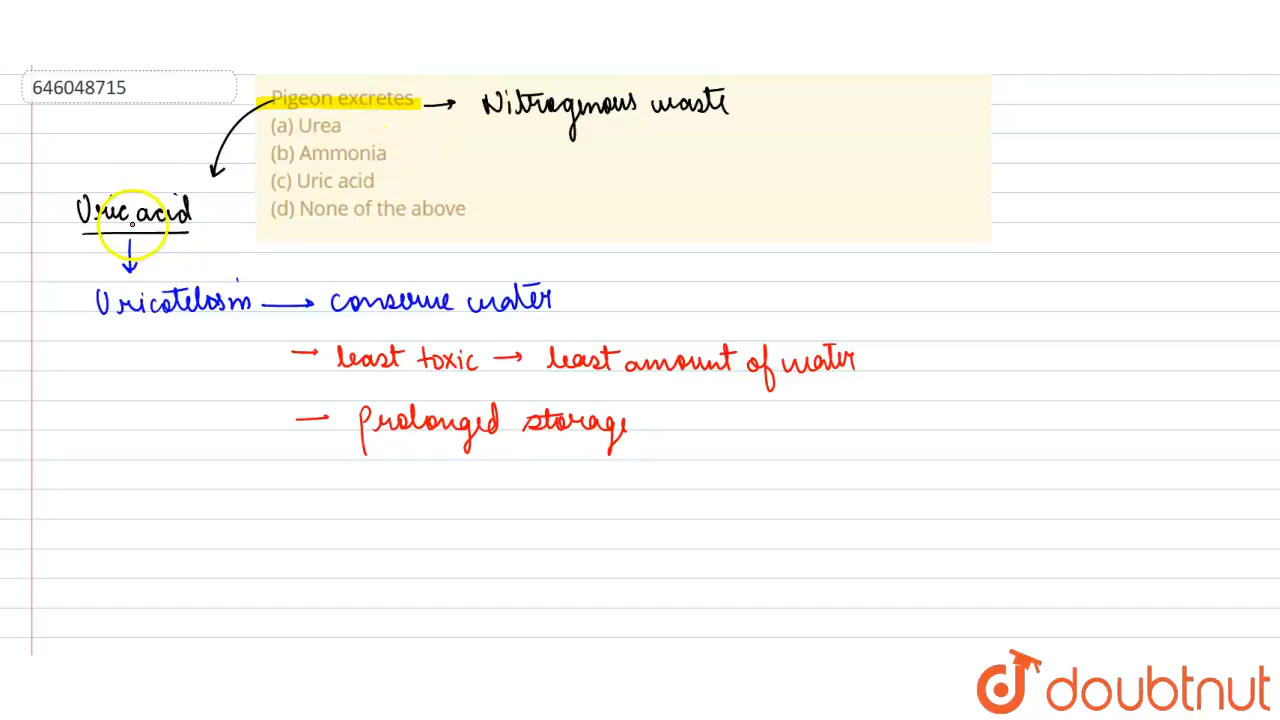 646048715
Pigeon excretes → Nitrogenous waste
(a) Urea
(b) Ammonia
(c) Uric acid
(d) None of the above
Uric acid
Uricotelosim → conserve water
→ least toxic → least amount of water
— Prolonged storage
doubtnut